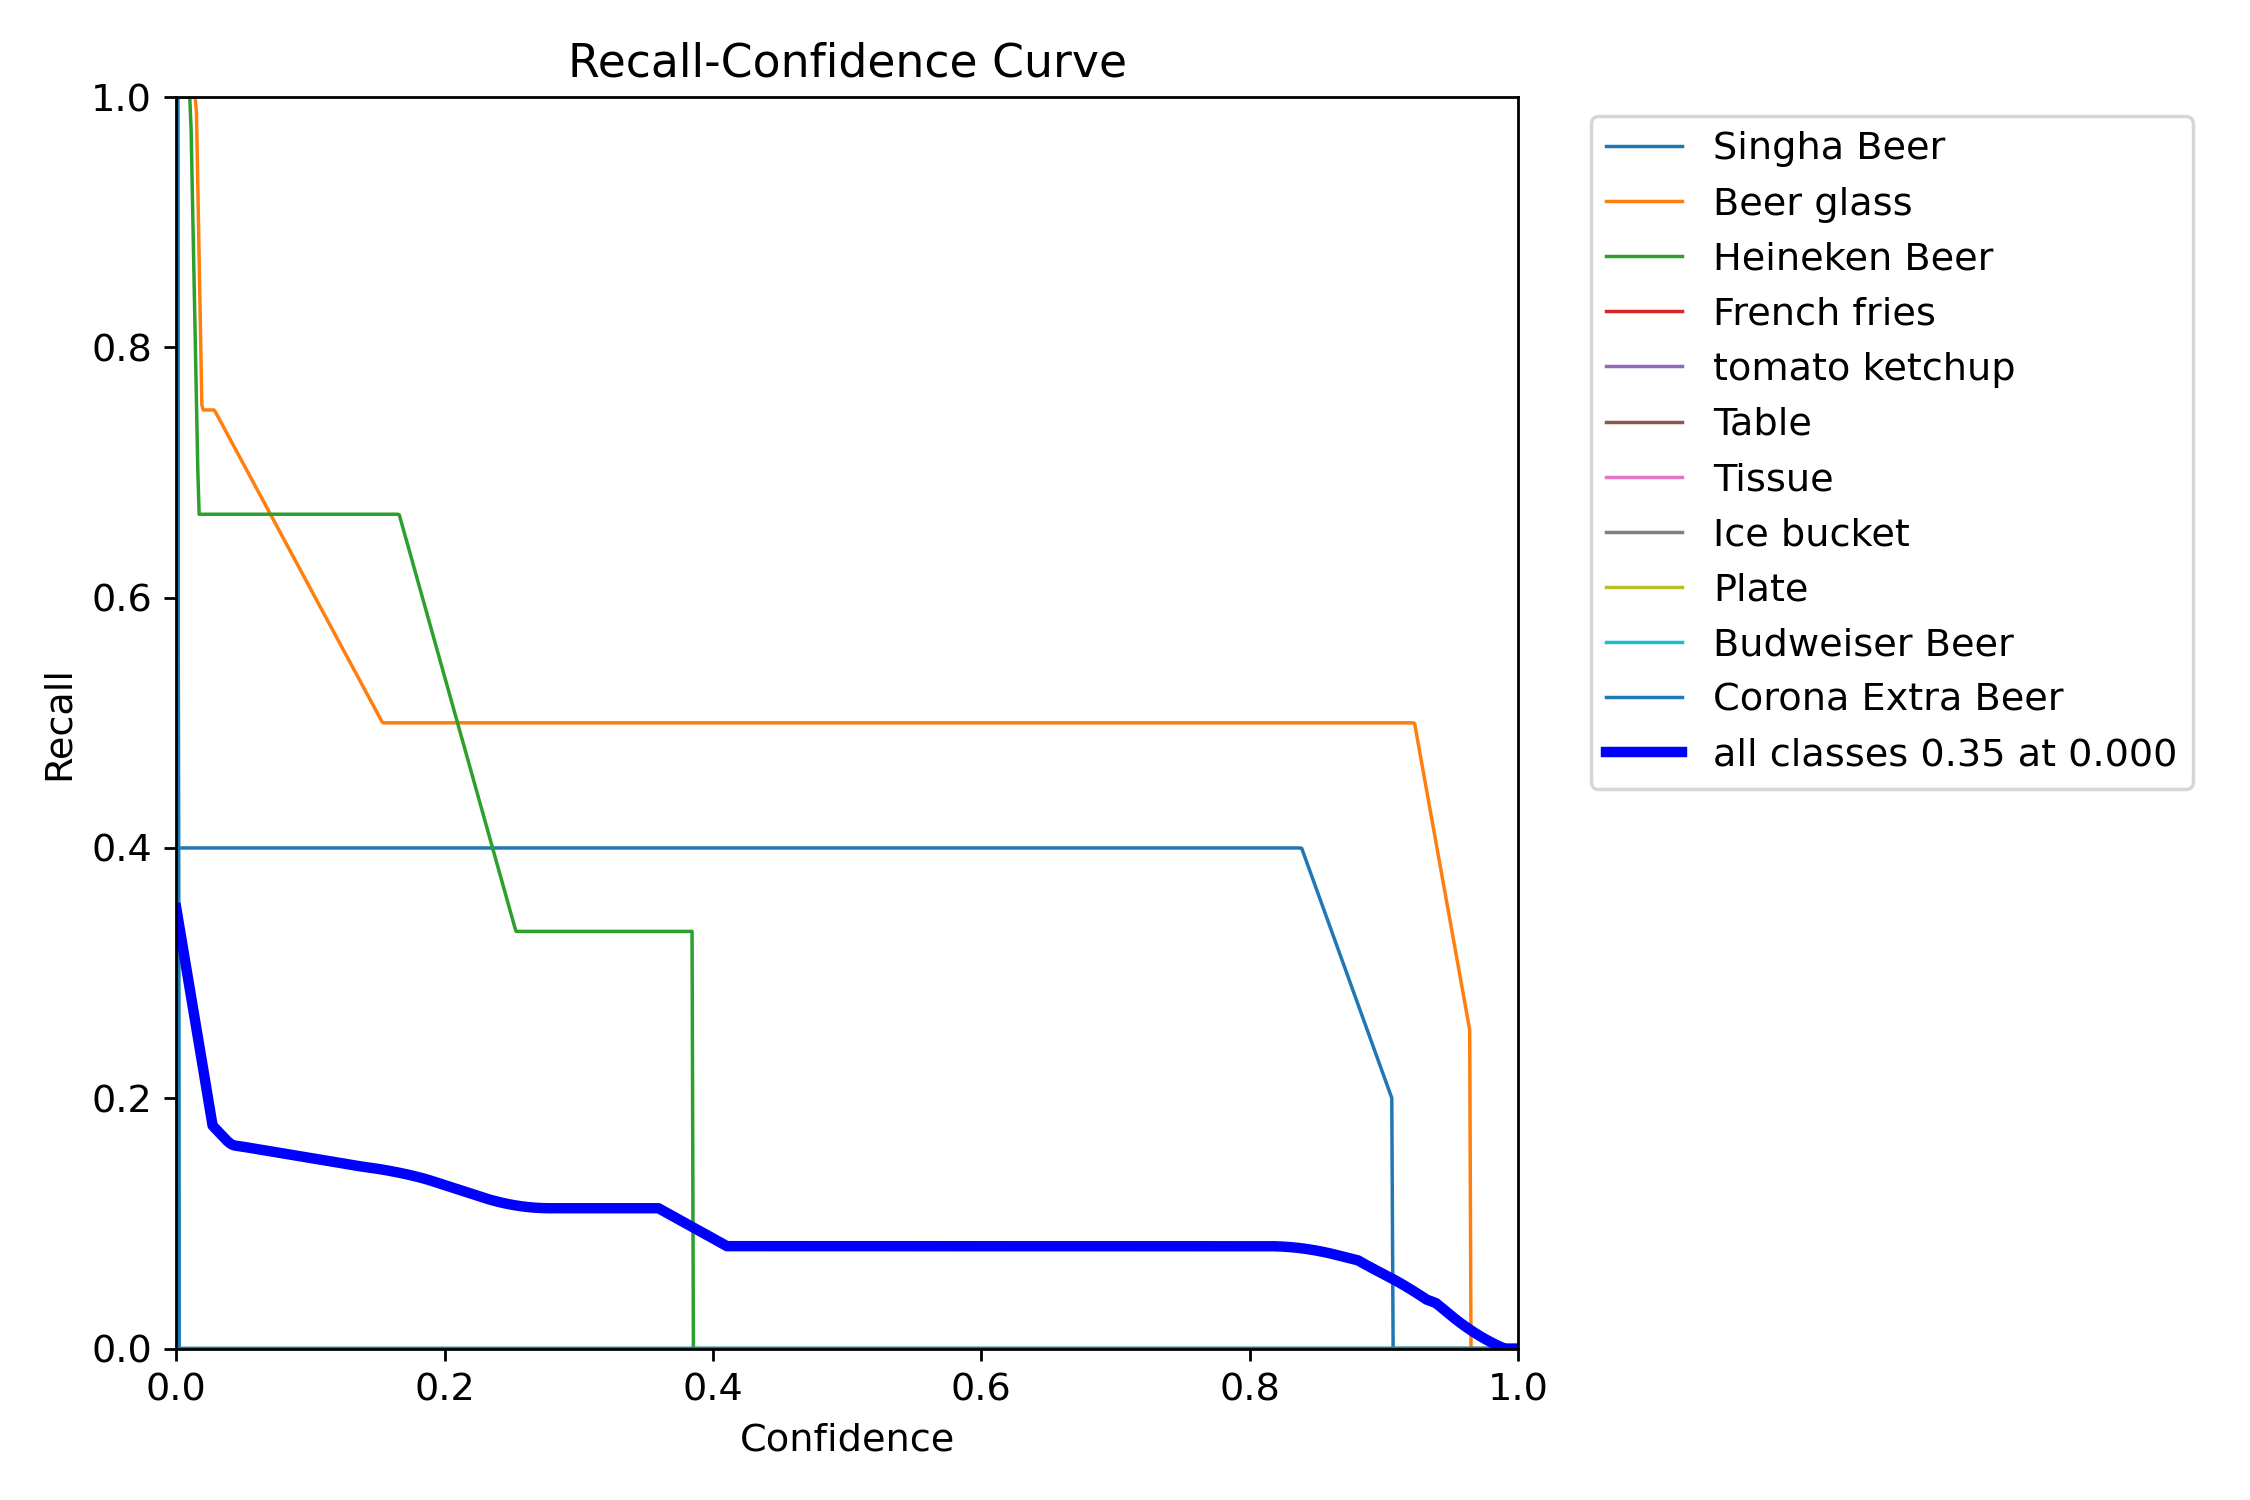 Recall-Confidence Curve
1.0
0.8
0.6
0.4
0.2
0.0
Recall
0.0 0.2 0.4 0.6 0.8 1.0
Confidence
Singha Beer
Beer glass
Heineken Beer
French fries
tomato ketchup
Table
Tissue
Ice bucket
Plate
Budweiser Beer
Corona Extra Beer
all classes 0.35 at 0.000